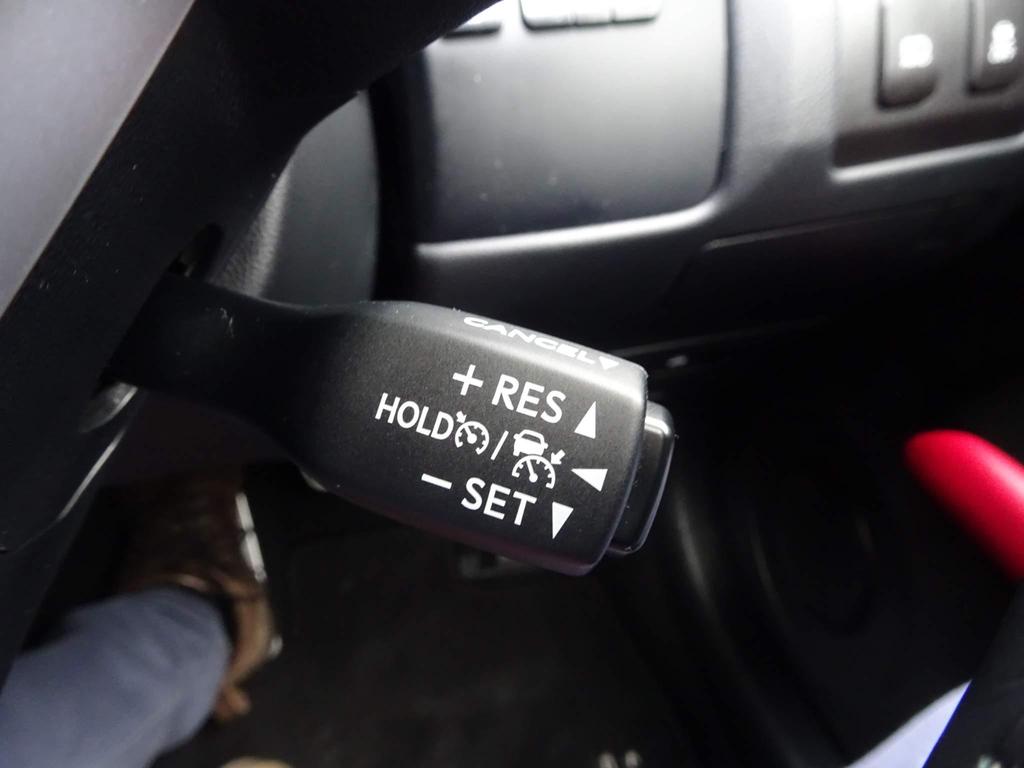 CANCEL
+ RES
HOLD /
− SET